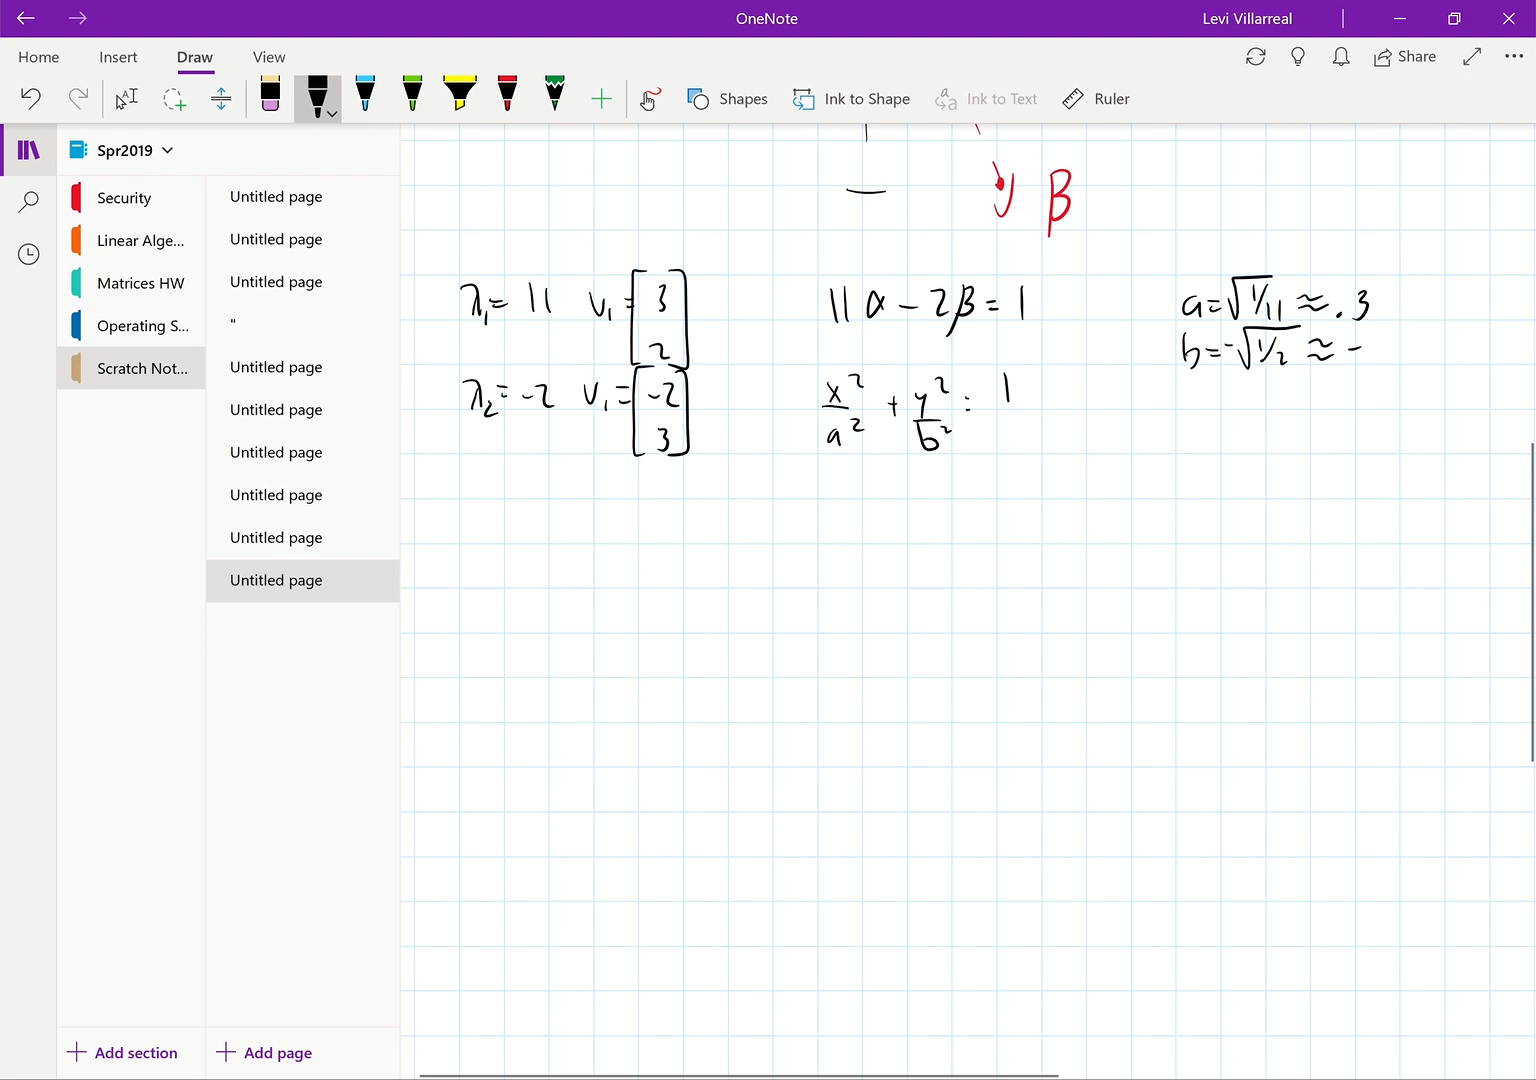 OneNote
Levi Villarreal
Home Insert Draw View
Share
Shapes
Ink to Shape
Ink to Text
Ruler
Spr2019
Security
Linear Alge...
Matrices HW
Operating S...
Scratch Not...
Untitled page
Untitled page
Untitled page
"
Untitled page
Untitled page
Untitled page
Untitled page
Untitled page
Untitled page
Add section
Add page
β
λ₁= 11 v₁= [3 2]
λ₂= -2 v₁= [-2 3]
11α - 2β = 1
x²/a² + y²/b² = 1
a=√1/11 ≈ .3
b=-√1/2 ≈ -